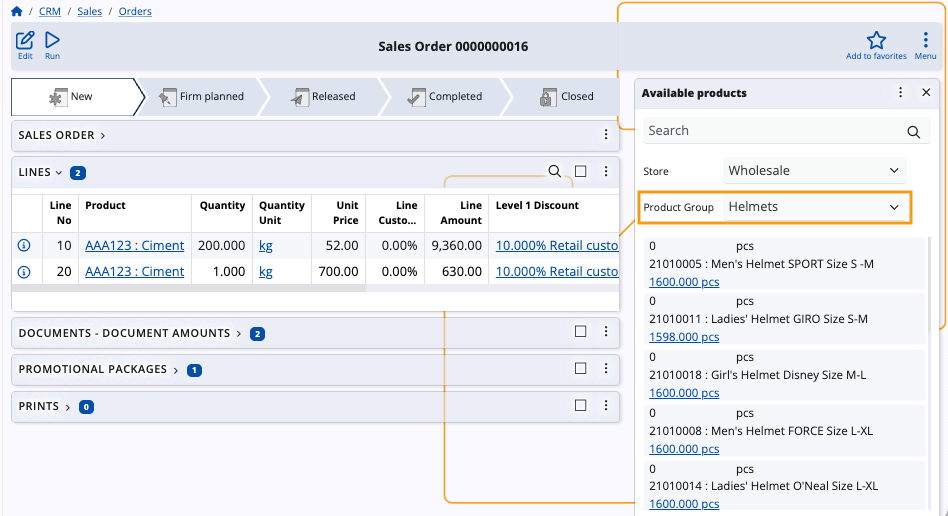 / CRM / Sales / Orders
Edit
Run
Sales Order 0000000016
Add to favorites
Menu
New
Firm planned
Released
Completed
Closed
SALES ORDER
LINES 2
Line No Product Quantity Quantity Unit Unit Price Line Custo... Line Amount Level 1 Discount
10 AAA123 : Ciment 200.000 kg 52.00 0.00% 9,360.00 10.000% Retail custo
20 AAA123 : Ciment 1.000 kg 700.00 0.00% 630.00 10.000% Retail custo
DOCUMENTS - DOCUMENT AMOUNTS 2
PROMOTIONAL PACKAGES 1
PRINTS 0
Available products
Search
Store Wholesale
Product Group Helmets
0 pcs
21010005 : Men's Helmet SPORT Size S -M
1600.000 pcs
0 pcs
21010011 : Ladies' Helmet GIRO Size S-M
1598.000 pcs
0 pcs
21010018 : Girl's Helmet Disney Size M-L
1600.000 pcs
0 pcs
21010008 : Men's Helmet FORCE Size L-XL
1600.000 pcs
0 pcs
21010014 : Ladies' Helmet O'Neal Size L-XL
1600.000 pcs